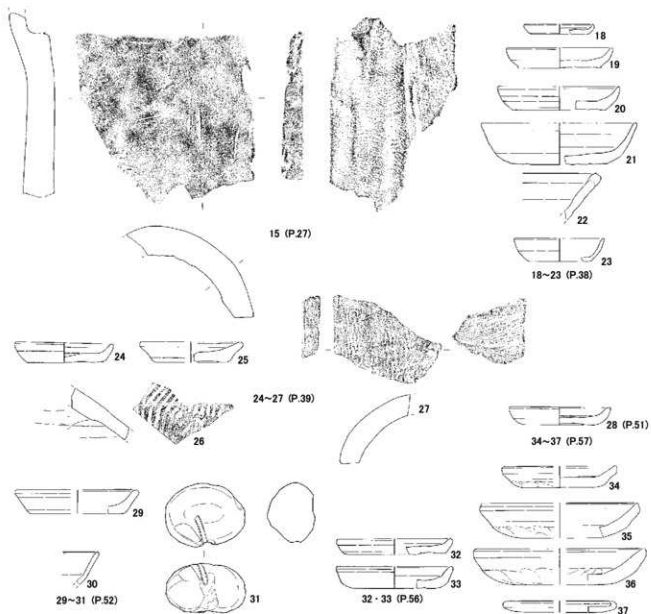 15 (P.27)
18
19
20
21
22
23
18～23 (P.38)
24
25
26
24～27 (P.39)
27
28 (P.51)
34～37 (P.57)
29
30
29～31 (P.52)
31
32
33
32・33 (P.56)
34
35
36
37